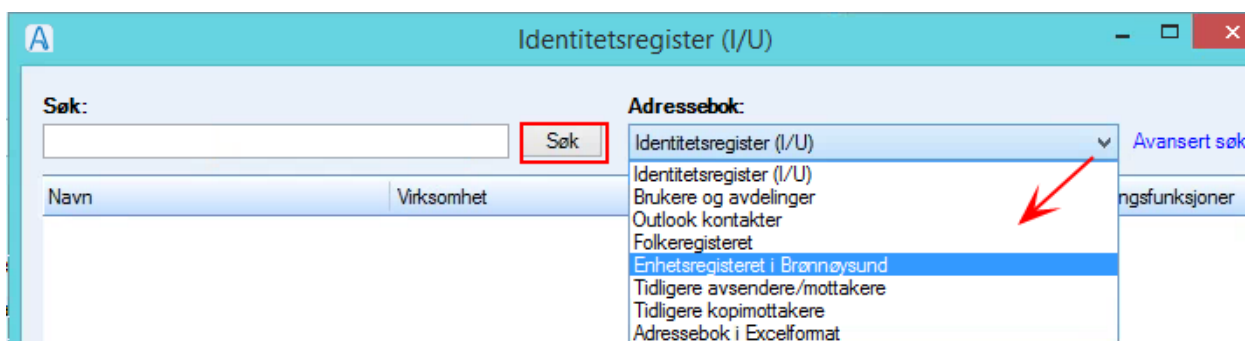 Identitetsregister (I/U)
Søk:
Adressebok:
Søk
Identitetsregister (I/U)
Avansert søk
Navn
Virksomhet
ngsfunksjoner
Identitetsregister (I/U)
Brukere og avdelinger
Outlook kontakter
Folkeregisteret
Enhetsregisteret i Brønnøysund
Tidligere avsendere/mottakere
Tidligere kopimottakere
Adressebok i Excelformat